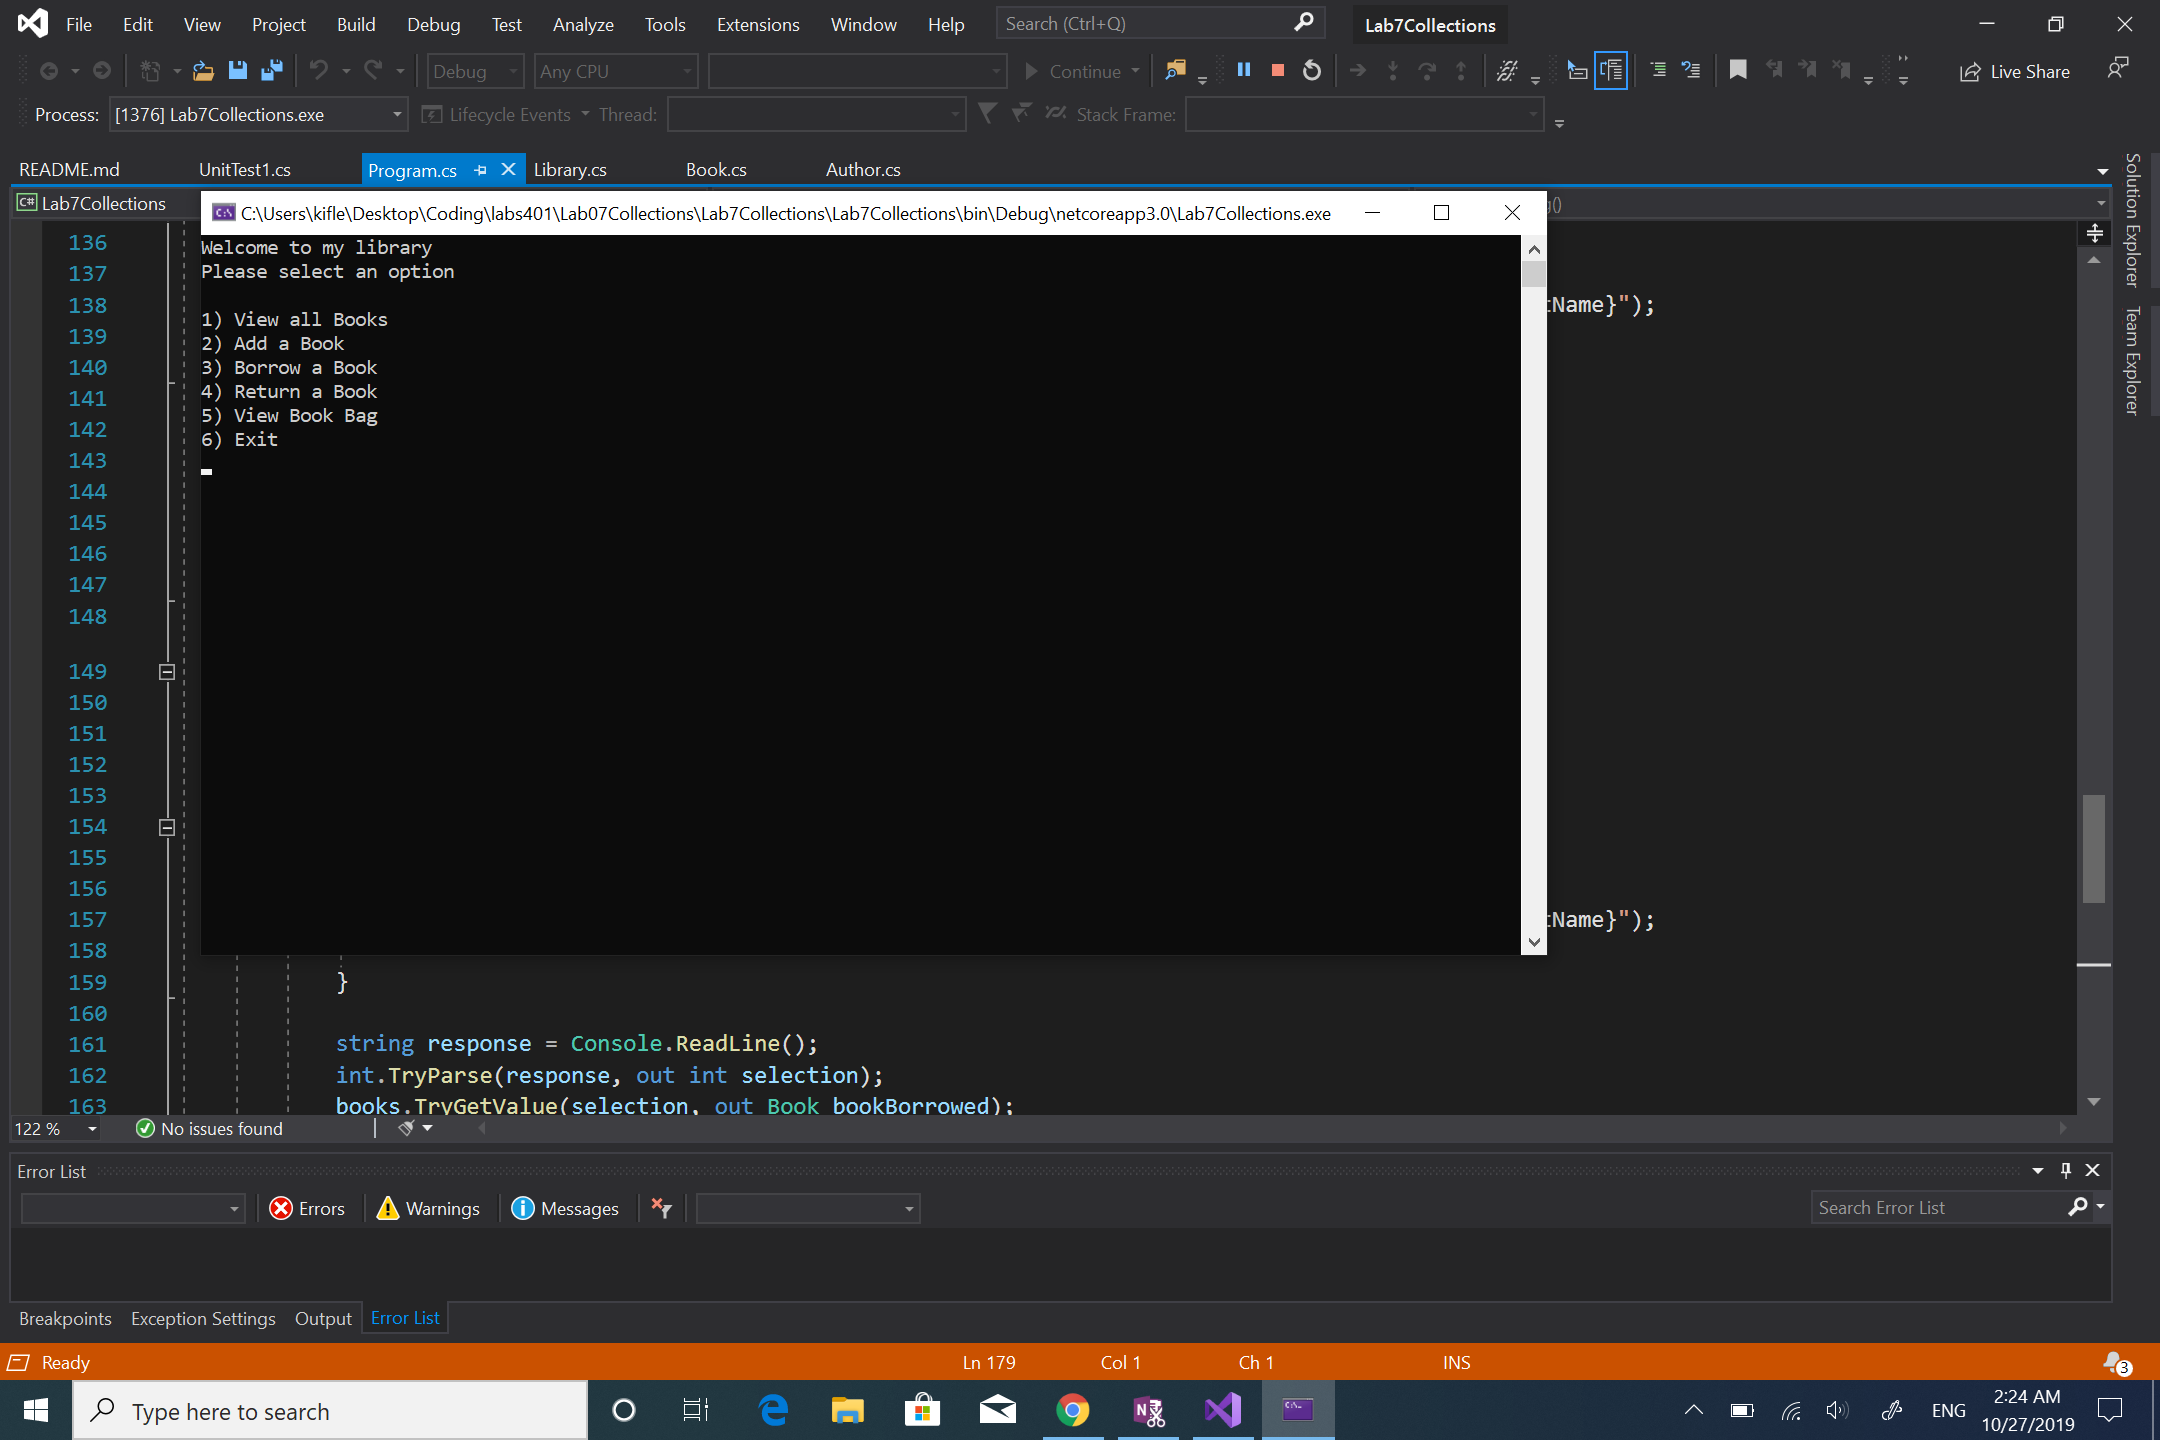 File Edit View Project Build Debug Test Analyze Tools Extensions Window Help Search (Ctrl+Q) Lab7Collections
Debug Any CPU Continue Live Share
Process: [1376] Lab7Collections.exe Lifecycle Events Thread: Stack Frame:
README.md UnitTest1.cs Program.cs Library.cs Book.cs Author.cs
Solution Explorer
Team Explorer
C# Lab7Collections
C:\Users\kifle\Desktop\Coding\labs401\Lab07Collections\Lab7Collections\Lab7Collections\bin\Debug\netcoreapp3.0\Lab7Collections.exe
Welcome to my library
Please select an option
1) View all Books
2) Add a Book
3) Borrow a Book
4) Return a Book
5) View Book Bag
6) Exit
136
137
138 tName}");
139
140
141
142
143
144
145
146
147
148
149
150
151
152
153
154
155
156
157 tName}");
158
159 }
160
161 string response = Console.ReadLine();
162 int.TryParse(response, out int selection);
163 books.TryGetValue(selection, out Book bookBorrowed);
122 % No issues found
Error List
Errors Warnings Messages Search Error List
Breakpoints Exception Settings Output Error List
Ready Ln 179 Col 1 Ch 1 INS 3
Type here to search ENG 2:24 AM
10/27/2019